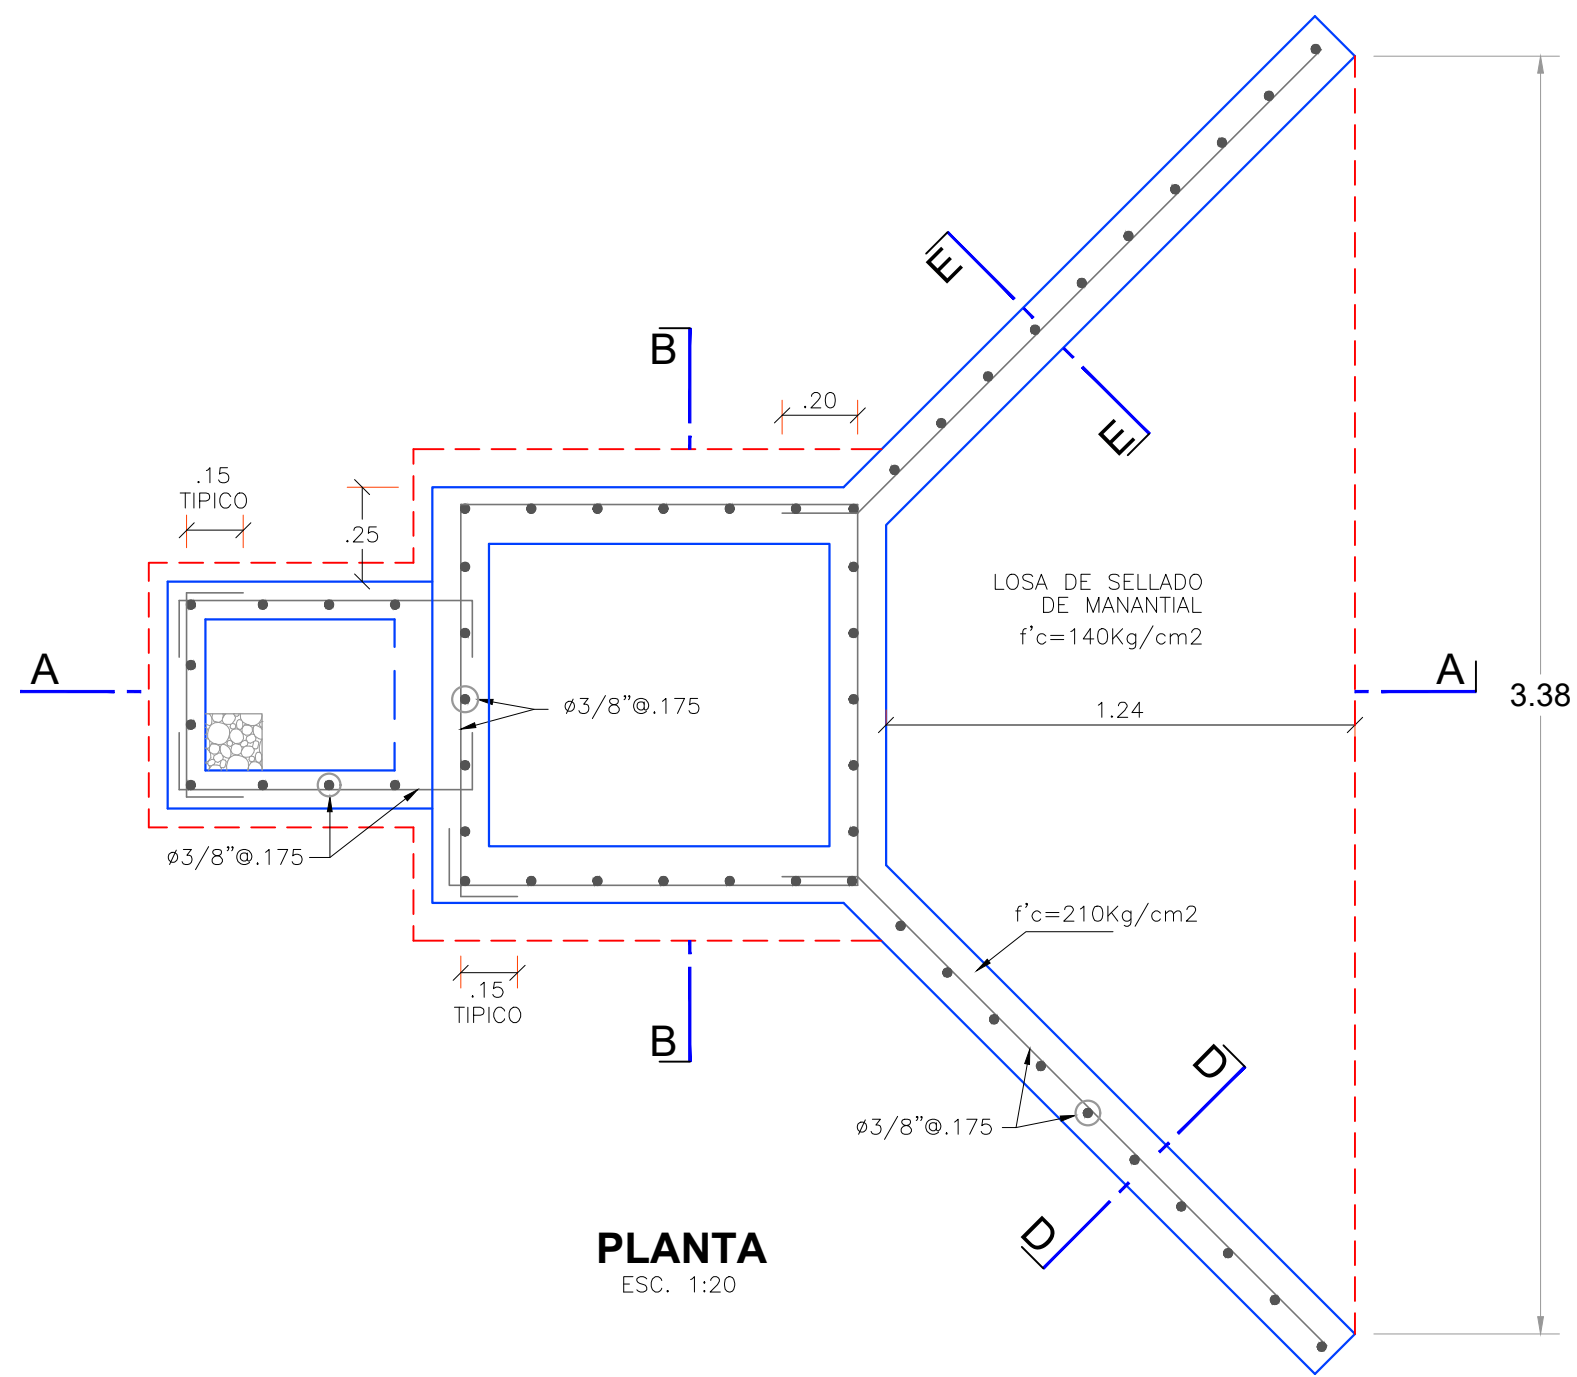 E
E
B
.20
.15
TIPICO
.25
LOSA DE SELLADO
DE MANANTIAL
f'c=140Kg/cm2
A
A
3.38
ø3/8"@.175
1.24
ø3/8"@.175
f'c=210Kg/cm2
.15
TIPICO
B
D
ø3/8"@.175
D
PLANTA
ESC. 1:20